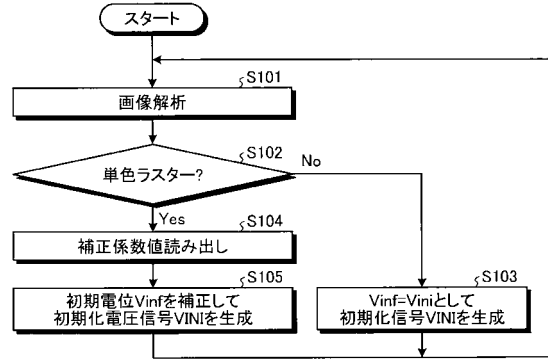 スタート
S101
画像解析
S102
単色ラスター?
No
Yes
S104
補正係数値読み出し
S105
初期電位Vinfを補正して
初期化電圧信号VINIを生成
S103
Vinf=Viniとして
初期化信号VINIを生成